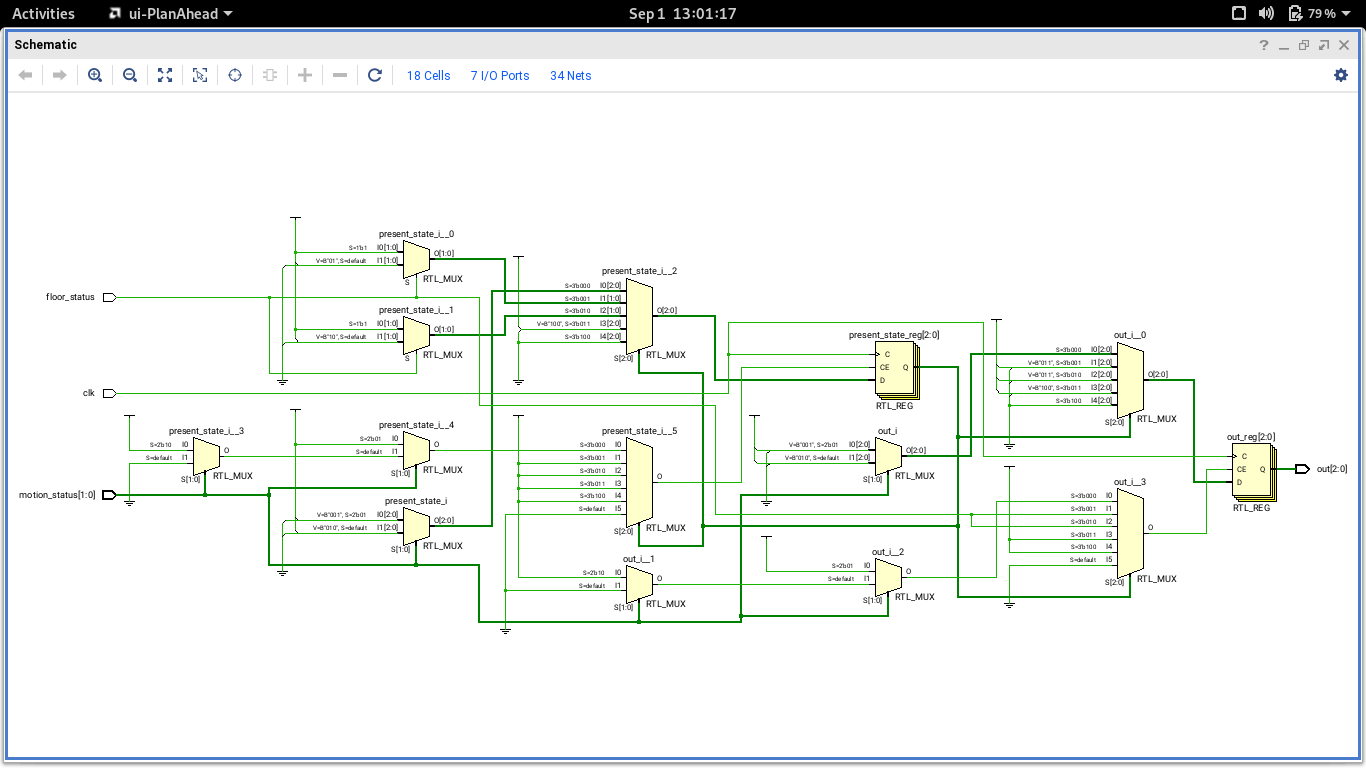 Activities ui-PlanAhead Sep 1 13:01:17 79 %
Schematic
18 Cells 7 I/O Ports 34 Nets
present_state_i__0
S=1'b1 I0[1:0]
V=B"01", S=default I1[1:0]
O[1:0]
S
RTL_MUX
floor_status
present_state_i__1
S=1'b1 I0[1:0]
V=B"10", S=default I1[1:0]
O[1:0]
S
RTL_MUX
present_state_i__2
S=3'b000 I0[2:0]
S=3'b001 I1[1:0]
S=3'b010 I2[1:0]
V=B"100", S=3'b011 I3[2:0]
S=3'b100 I4[2:0]
O[2:0]
S[2:0]
RTL_MUX
present_state_reg[2:0]
C
CE
D
Q
RTL_REG
out_i__0
S=3'b000 I0[2:0]
V=B"011", S=3'b001 I1[2:0]
V=B"011", S=3'b010 I2[2:0]
V=B"100", S=3'b011 I3[2:0]
S=3'b100 I4[2:0]
O[2:0]
S[2:0]
RTL_MUX
clk
present_state_i__3
S=2'b10 I0
S=default I1
O
S[1:0]
RTL_MUX
present_state_i__4
S=2'b01 I0
S=default I1
O
S[1:0]
RTL_MUX
present_state_i__5
S=3'b000 I0
S=3'b001 I1
S=3'b010 I2
S=3'b011 I3
S=3'b100 I4
S=default I5
O
S[2:0]
RTL_MUX
out_i
V=B"001", S=2'b01 I0[2:0]
V=B"010", S=default I1[2:0]
O[2:0]
S[1:0]
RTL_MUX
out_reg[2:0]
C
CE
D
Q
RTL_REG
out[2:0]
motion_status[1:0]
present_state_i
V=B"001", S=2'b01 I0[2:0]
V=B"010", S=default I1[2:0]
O[2:0]
S[1:0]
RTL_MUX
out_i__3
S=3'b000 I0
S=3'b001 I1
S=3'b010 I2
S=3'b011 I3
S=3'b100 I4
S=default I5
O
S[2:0]
RTL_MUX
out_i__1
S=2'b10 I0
S=default I1
O
S[1:0]
RTL_MUX
out_i__2
S=2'b01 I0
S=default I1
O
S[1:0]
RTL_MUX